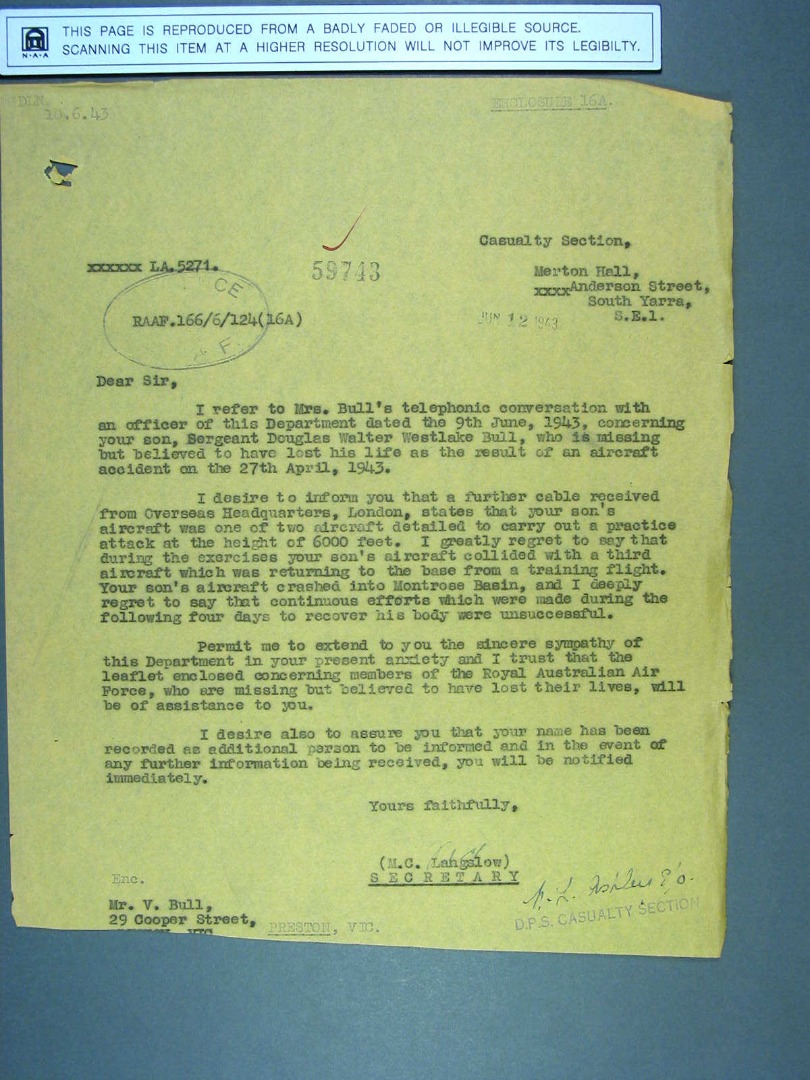 THIS PAGE IS REPRODUCED FROM A BADLY FADED OR ILLEGIBLE SOURCE.
SCANNING THIS ITEM AT A HIGHER RESOLUTION WILL NOT IMPROVE ITS LEGIBILTY.
N·A·A
DLN.
10.6.43
ENCLOSURE 16A.
Casualty Section,
xxxxxx LA.5271.
59743
Merton Hall,
xxxxAnderson Street,
South Yarra,
S.E.1.
JUN 12 1943
CE
RAAF.166/6/124(16A)
A F
Dear Sir,
I refer to Mrs. Bull's telephonic conversation with
an officer of this Department dated the 9th June, 1943, concerning
your son, Sergeant Douglas Walter Westlake Bull, who is missing
but believed to have lost his life as the result of an aircraft
accident on the 27th April, 1943.
I desire to inform you that a further cable received
from Overseas Headquarters, London, states that your son's
aircraft was one of two aircraft detailed to carry out a practice
attack at the height of 6000 feet. I greatly regret to say that
during the exercises your son's aircraft collided with a third
aircraft which was returning to the base from a training flight.
Your son's aircraft crashed into Montrose Basin, and I deeply
regret to say that continuous efforts which were made during the
following four days to recover his body were unsuccessful.
Permit me to extend to you the sincere sympathy of
this Department in your present anxiety and I trust that the
leaflet enclosed concerning members of the Royal Australian Air
Force, who are missing but believed to have lost their lives, will
be of assistance to you.
I desire also to assure you that your name has been
recorded as additional person to be informed and in the event of
any further information being received, you will be notified
immediately.
Yours faithfully,
(M.C. Langslow)
SECRETARY
Enc.
Mr. V. Bull,
29 Cooper Street,
PRESTON, VIC.
D.P.S. CASUALTY SECTION